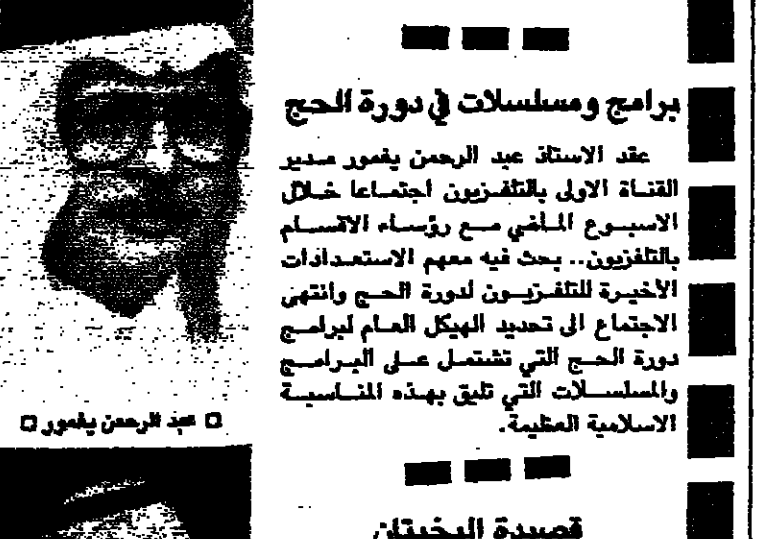 برامج ومسلسلات في دورة الحج
عقد الاستاذ عبد الرحمن يغمور مدير
القناة الاولى بالتلفزيون اجتماعا خلال
الاسبوع الماضي مع رؤساء الاقسام
بالتلفزيون.. بحث فيه معهم الاستعدادات
الأخيرة للتلفزيون لدورة الحج وانتهى
الاجتماع الى تحديد الهيكل العام لبرامج
دورة الحج التي تشتمل على البرامج
والمسلسلات التي تليق بهذه المناسبة
الاسلامية العظيمة.
□ عبد الرحمن يغمور □
قصيدة البخيتان